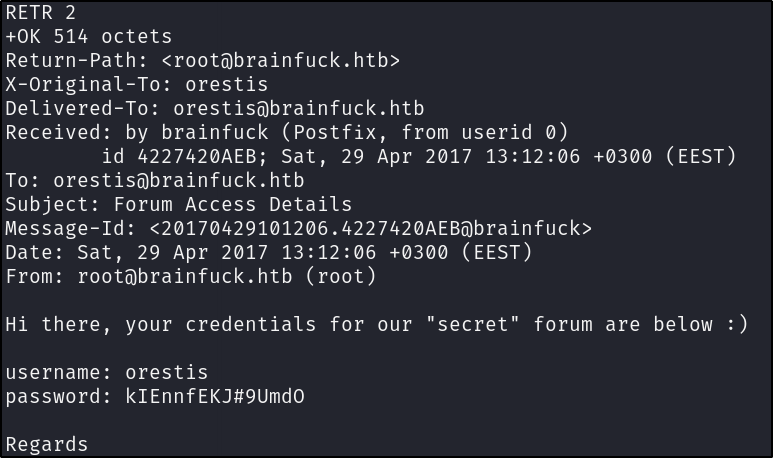 RETR 2
+OK 514 octets
Return-Path: <root@brainfuck.htb>
X-Original-To: orestis
Delivered-To: orestis@brainfuck.htb
Received: by brainfuck (Postfix, from userid 0)
        id 4227420AEB; Sat, 29 Apr 2017 13:12:06 +0300 (EEST)
To: orestis@brainfuck.htb
Subject: Forum Access Details
Message-Id: <20170429101206.4227420AEB@brainfuck>
Date: Sat, 29 Apr 2017 13:12:06 +0300 (EEST)
From: root@brainfuck.htb (root)

Hi there, your credentials for our "secret" forum are below :)

username: orestis
password: kIEnnfEKJ#9UmdO

Regards